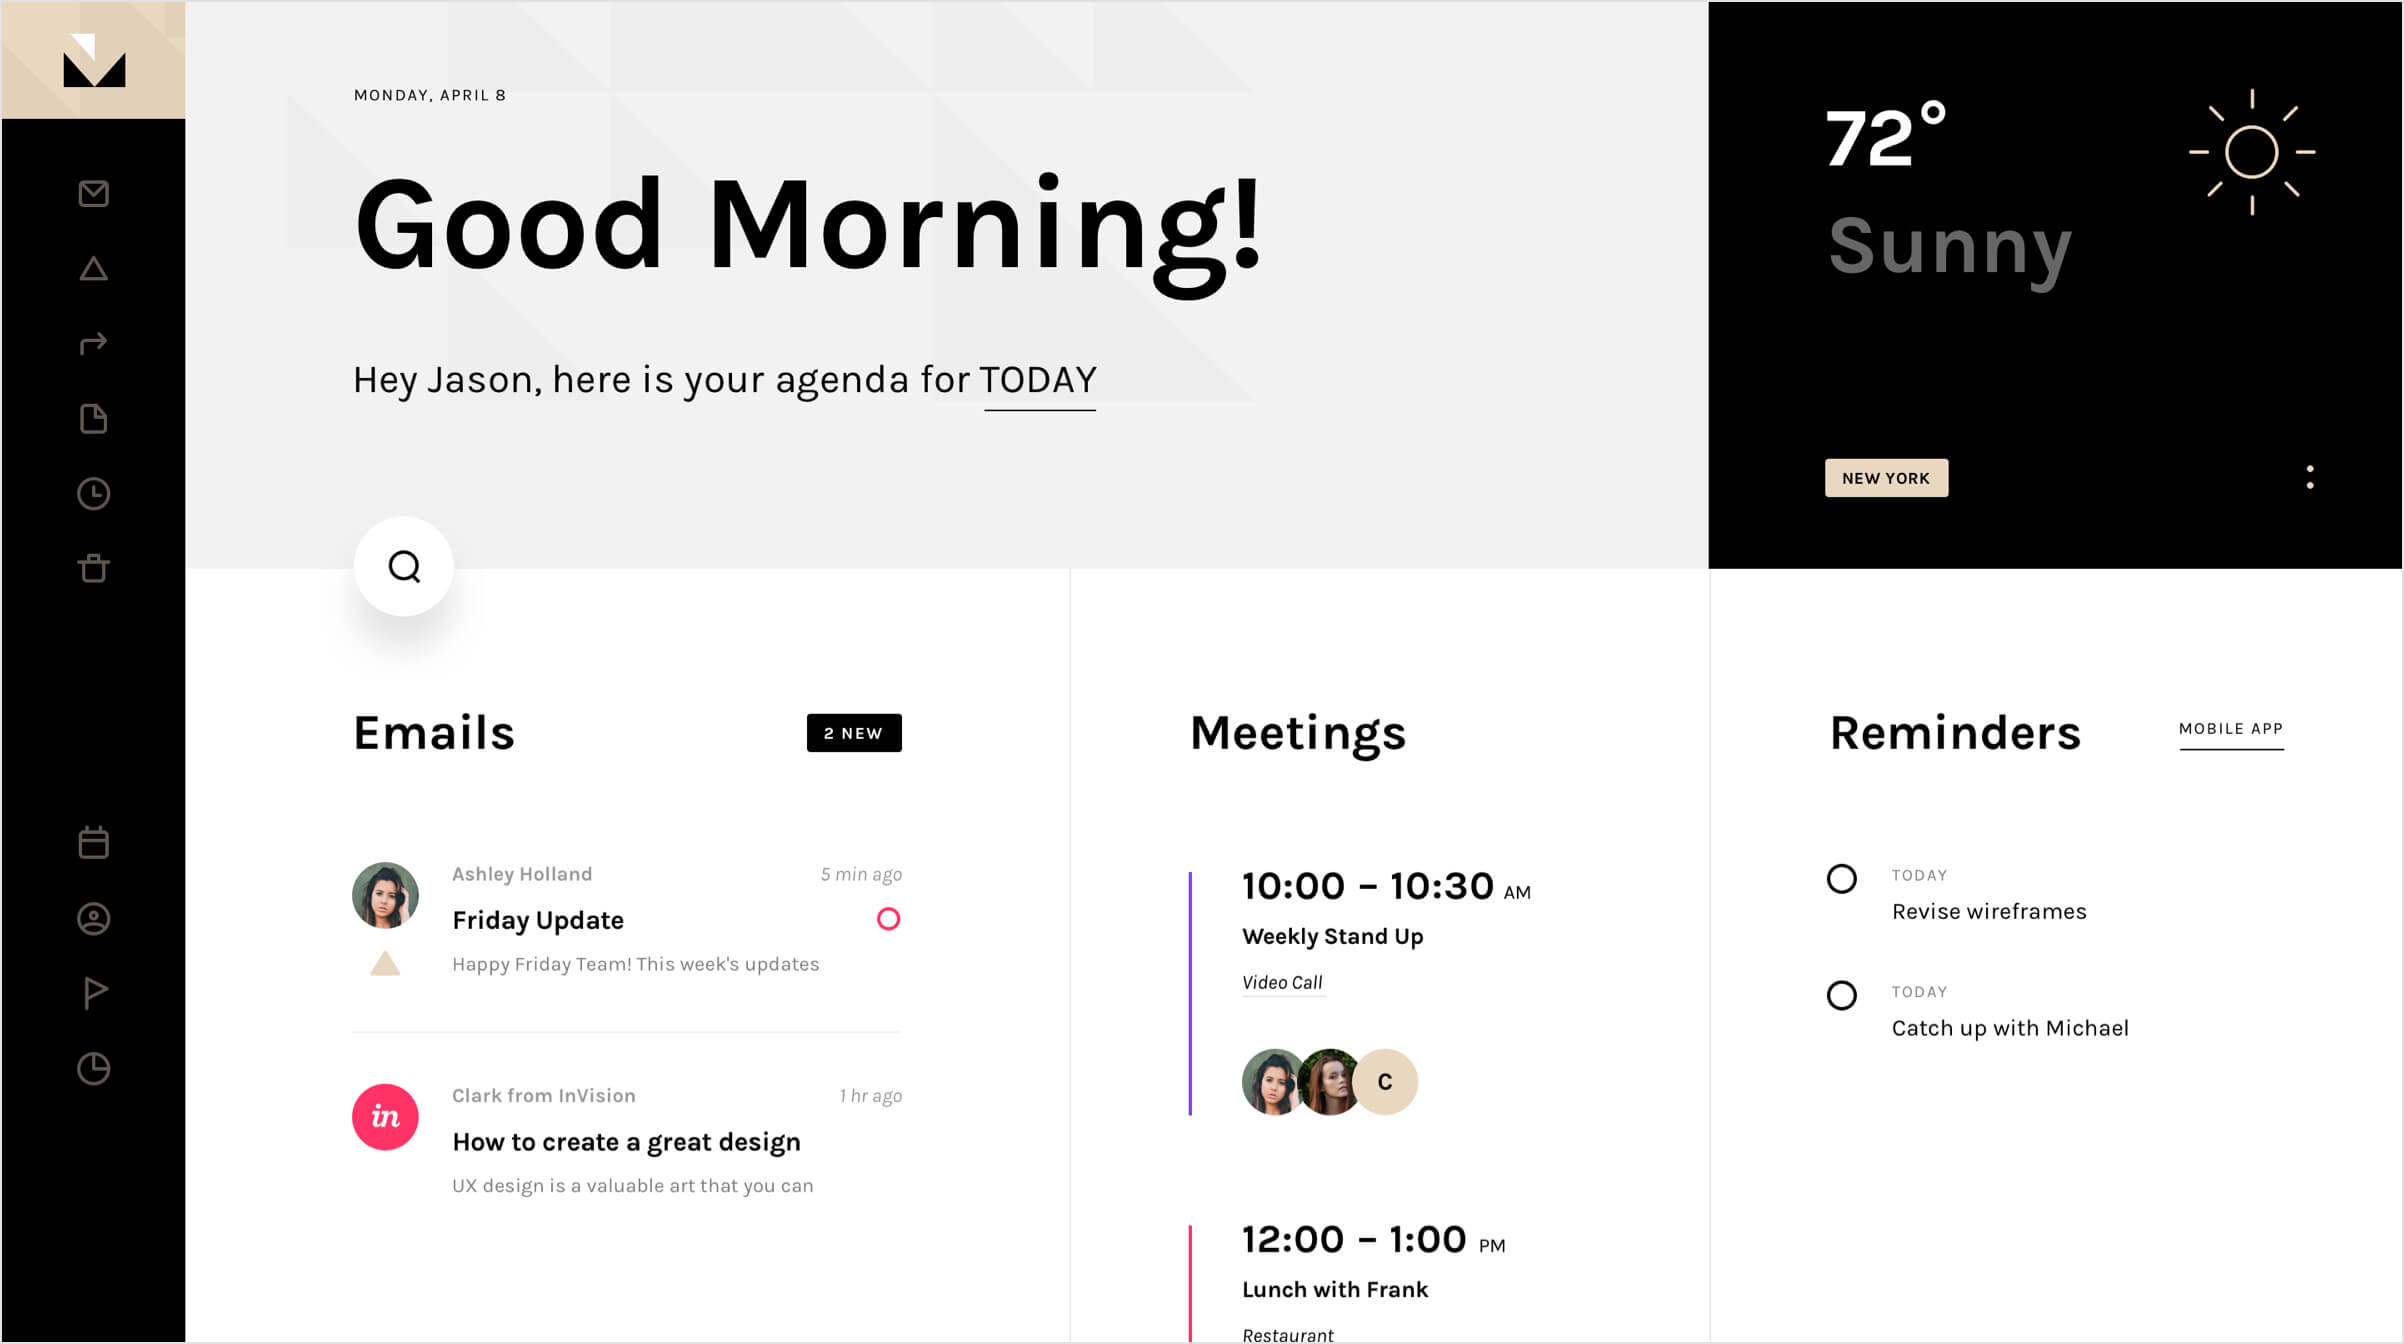 MONDAY, APRIL 8
Good Morning!
Hey Jason, here is your agenda for TODAY
72°
Sunny
NEW YORK
Emails
2 NEW
Ashley Holland
5 min ago
Friday Update
Happy Friday Team! This week's updates
in
Clark from InVision
1 hr ago
How to create a great design
UX design is a valuable art that you can
Meetings
10:00 – 10:30 AM
Weekly Stand Up
Video Call
C
12:00 – 1:00 PM
Lunch with Frank
Restaurant
Reminders
MOBILE APP
TODAY
Revise wireframes
TODAY
Catch up with Michael